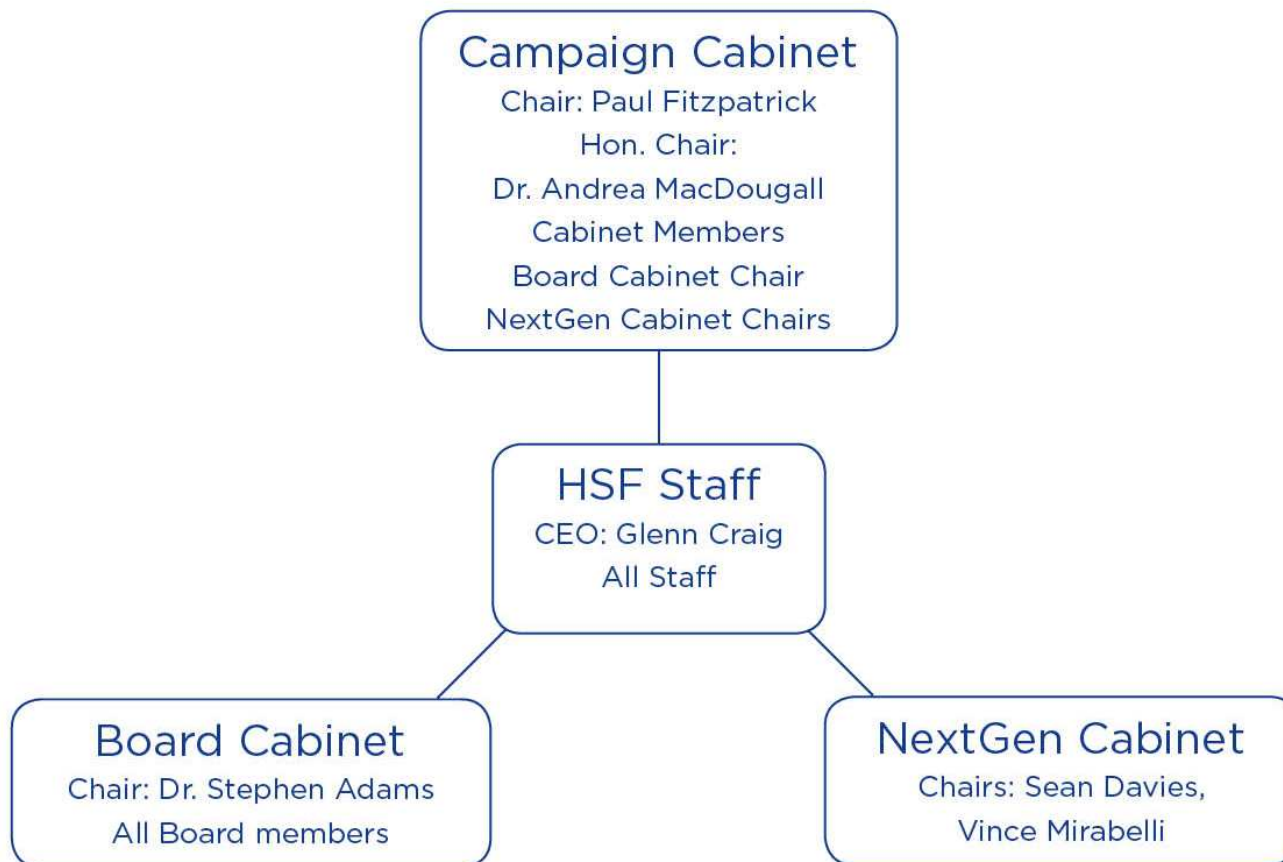 Campaign Cabinet
Chair: Paul Fitzpatrick
Hon. Chair:
Dr. Andrea MacDougall
Cabinet Members
Board Cabinet Chair
NextGen Cabinet Chairs
HSF Staff
CEO: Glenn Craig
All Staff
Board Cabinet
Chair: Dr. Stephen Adams
All Board members
NextGen Cabinet
Chairs: Sean Davies,
Vince Mirabelli